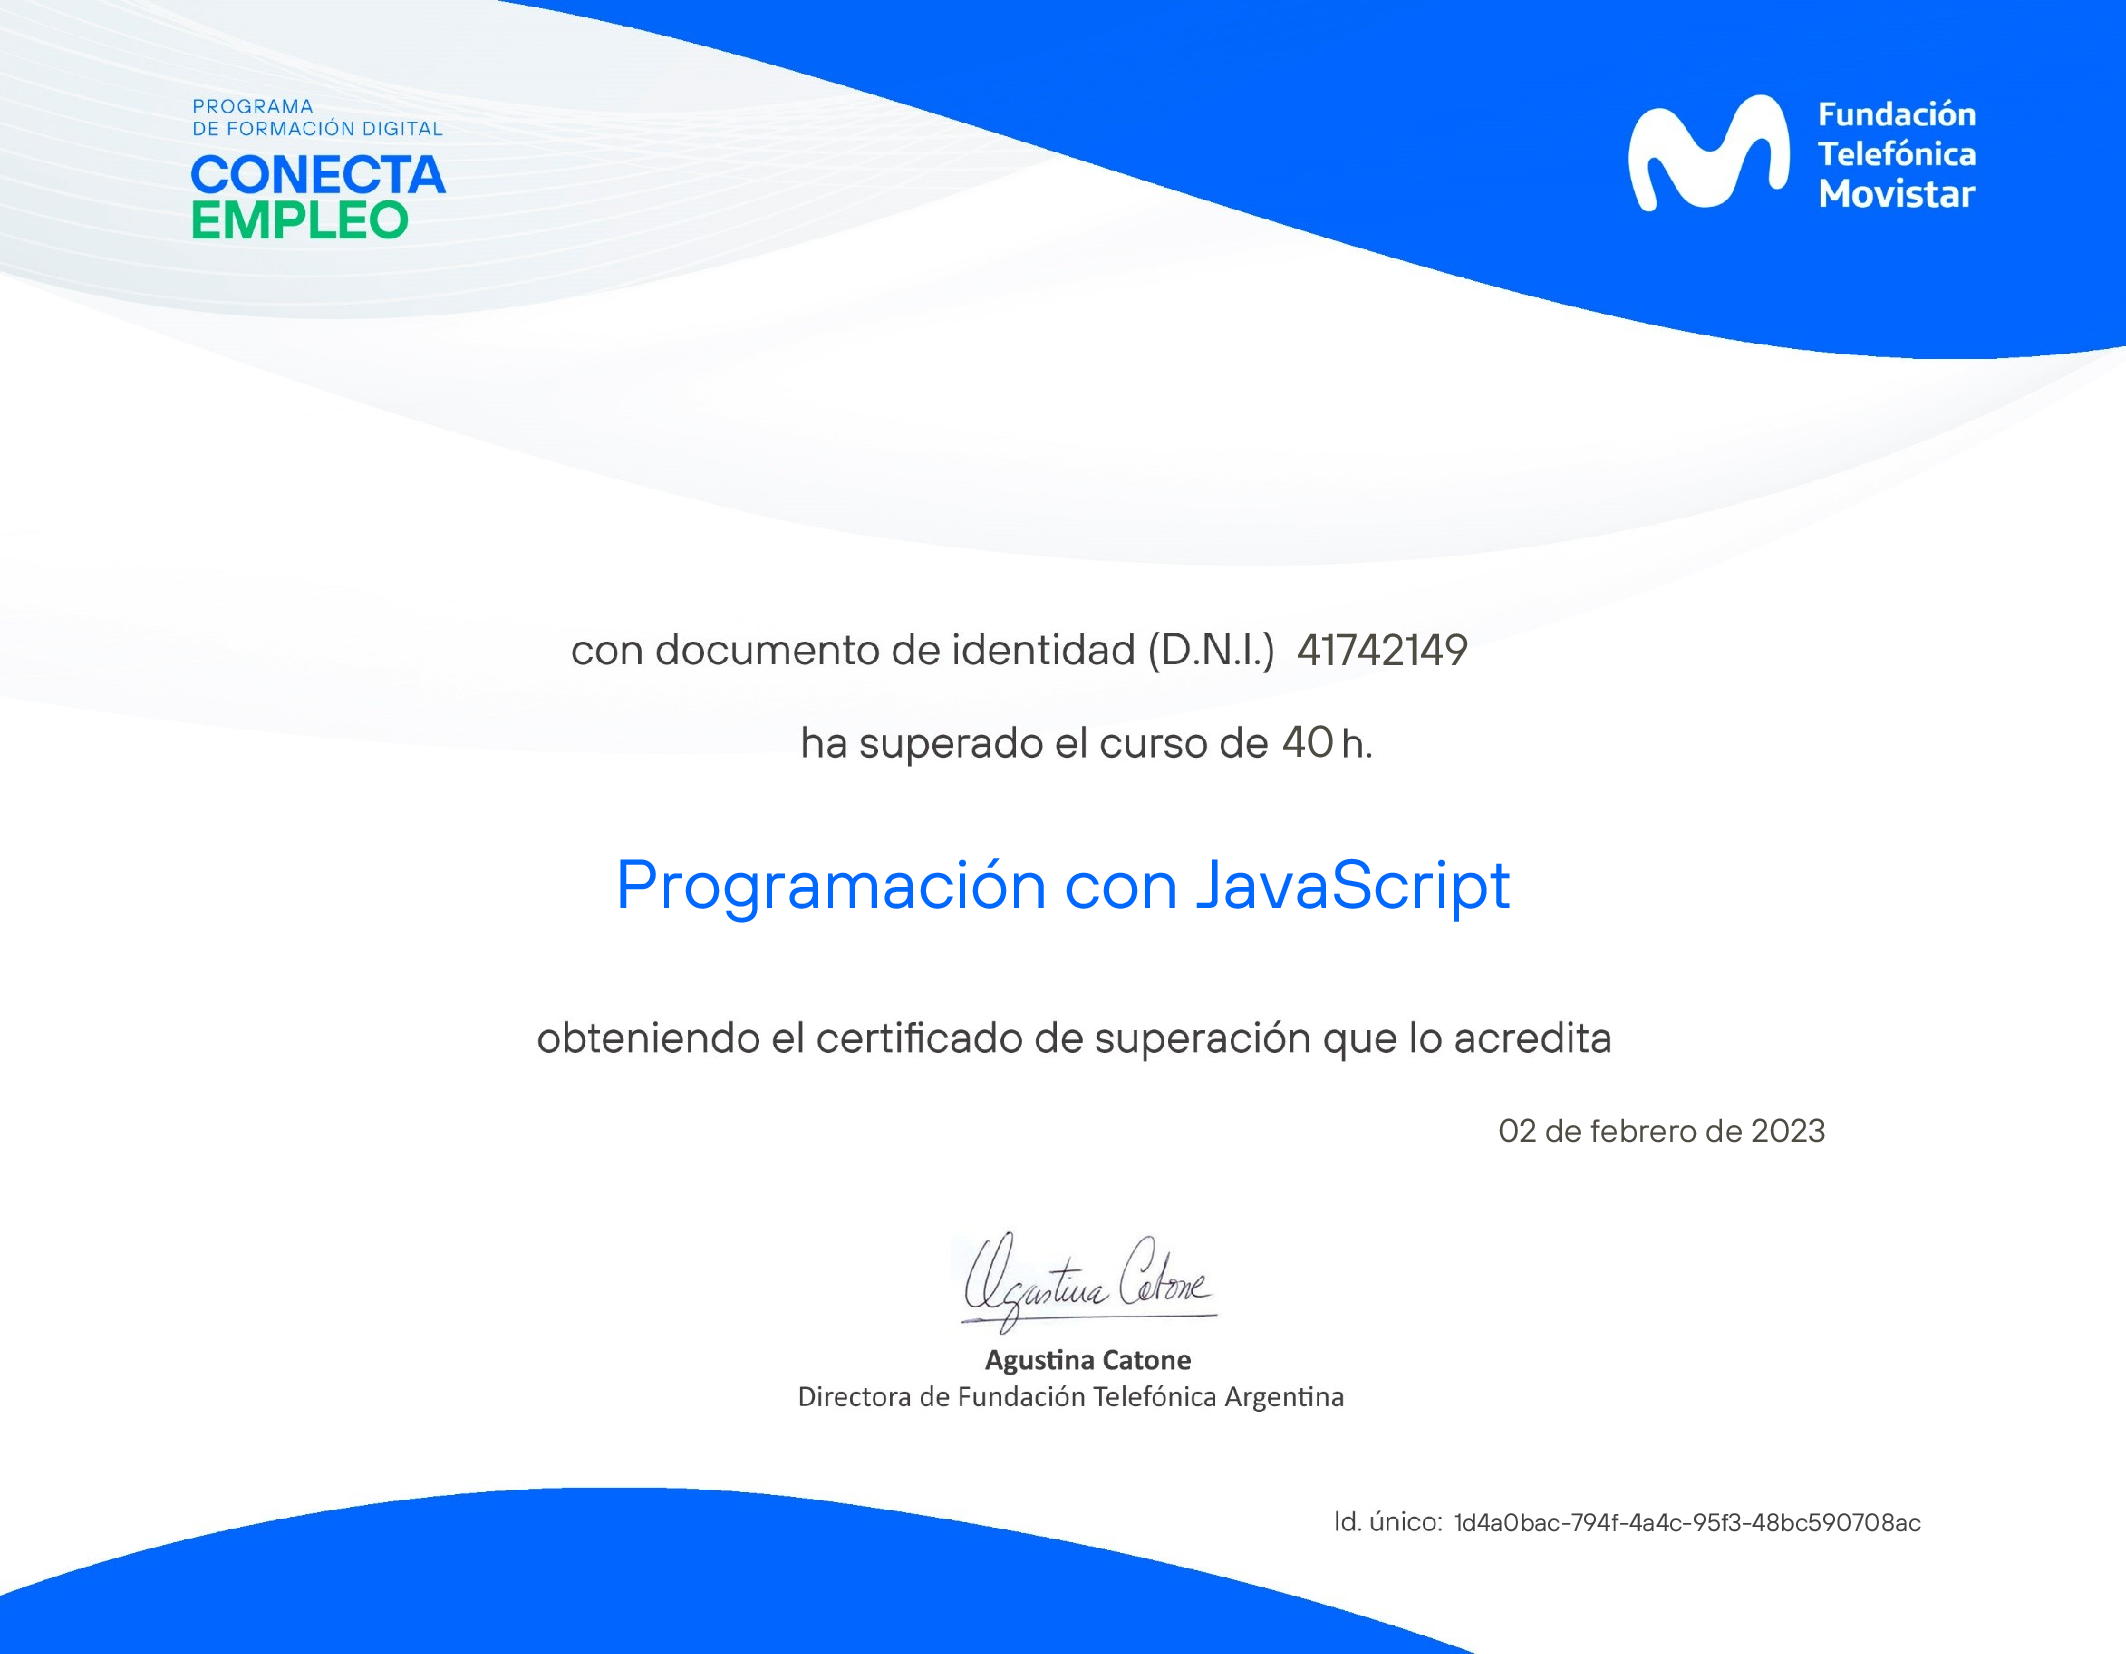 PROGRAMA
DE FORMACIÓN DIGITAL
CONECTA
EMPLEO
Fundación
Telefónica
Movistar
con documento de identidad (D.N.I.) 41742149
ha superado el curso de 40 h.
Programación con JavaScript
obteniendo el certificado de superación que lo acredita
02 de febrero de 2023
Agustina Catone
Agustina Catone
Directora de Fundación Telefónica Argentina
Id. único: 1d4a0bac-794f-4a4c-95f3-48bc590708ac